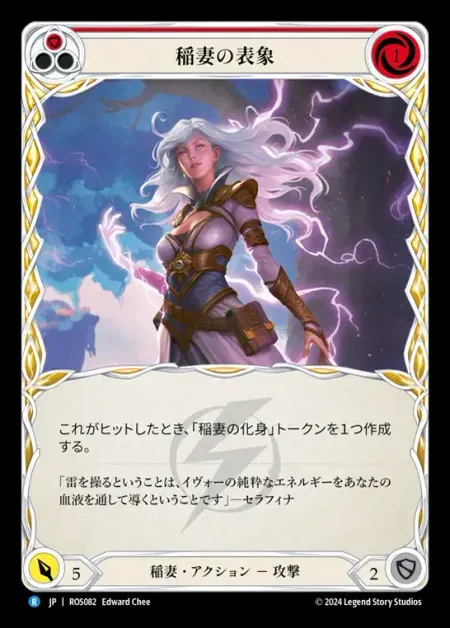 稲妻の表象
1
これがヒットしたとき、「稲妻の化身」トークンを1つ作成
する。
「雷を操るということは、イヴォーの純粋なエネルギーをあなたの
血液を通して導くということです」―セラフィナ
5
稲妻・アクション － 攻撃
2
R JP | ROS082 Edward Chee
© 2024 Legend Story Studios